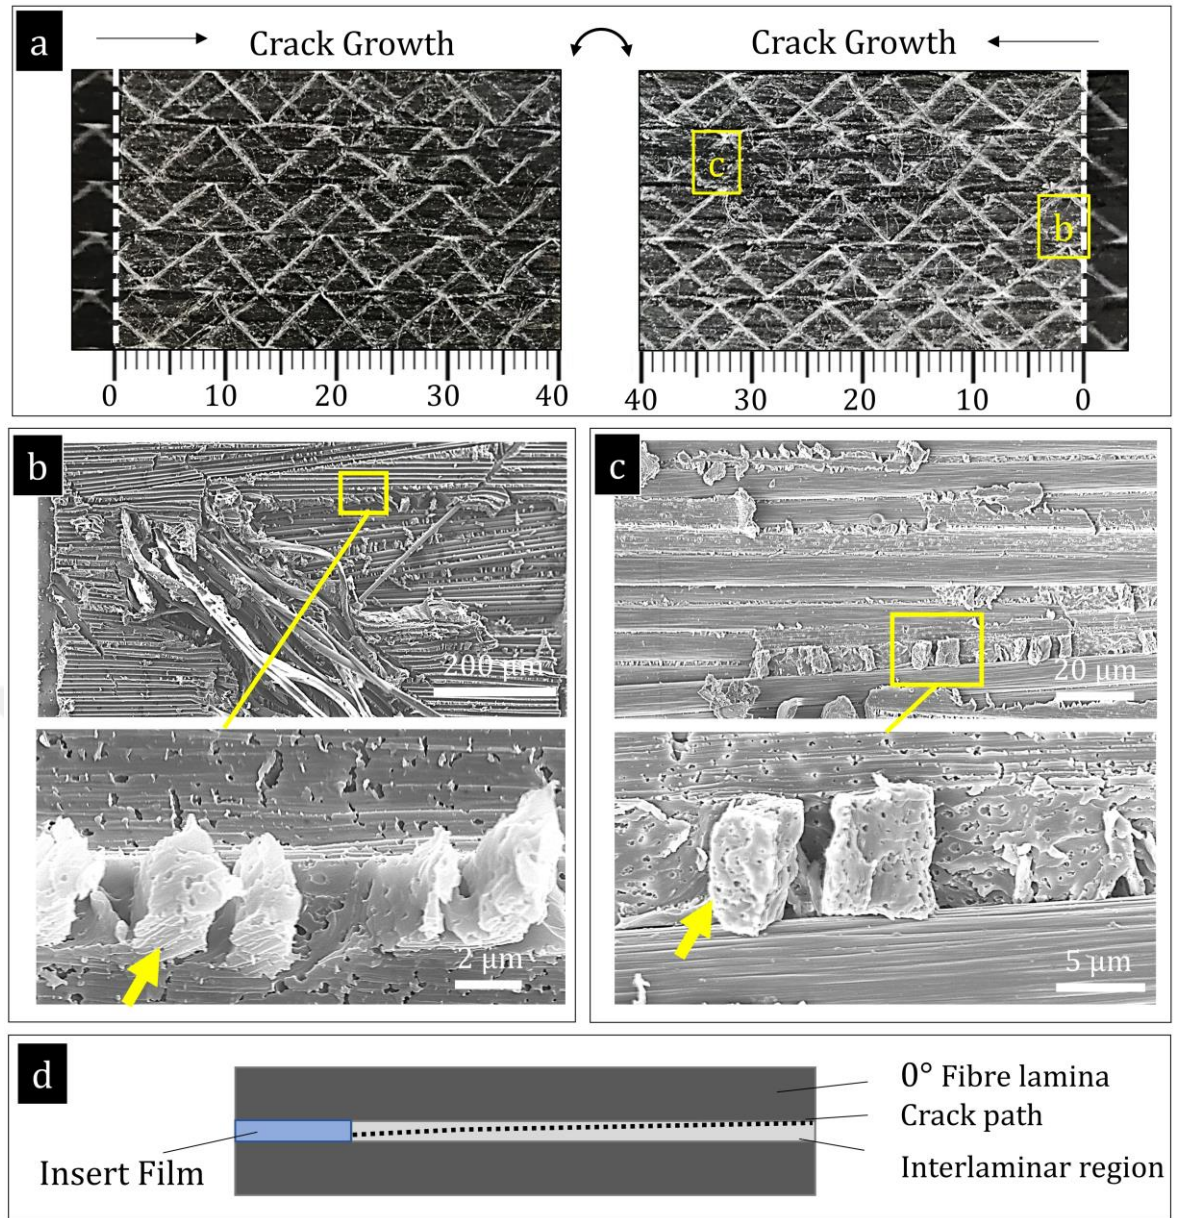 a
Crack Growth
Crack Growth
c
b
0 10 20 30 40
40 30 20 10 0
b
200 µm
2 µm
c
20 µm
5 µm
d
0° Fibre lamina
Crack path
Interlaminar region
Insert Film